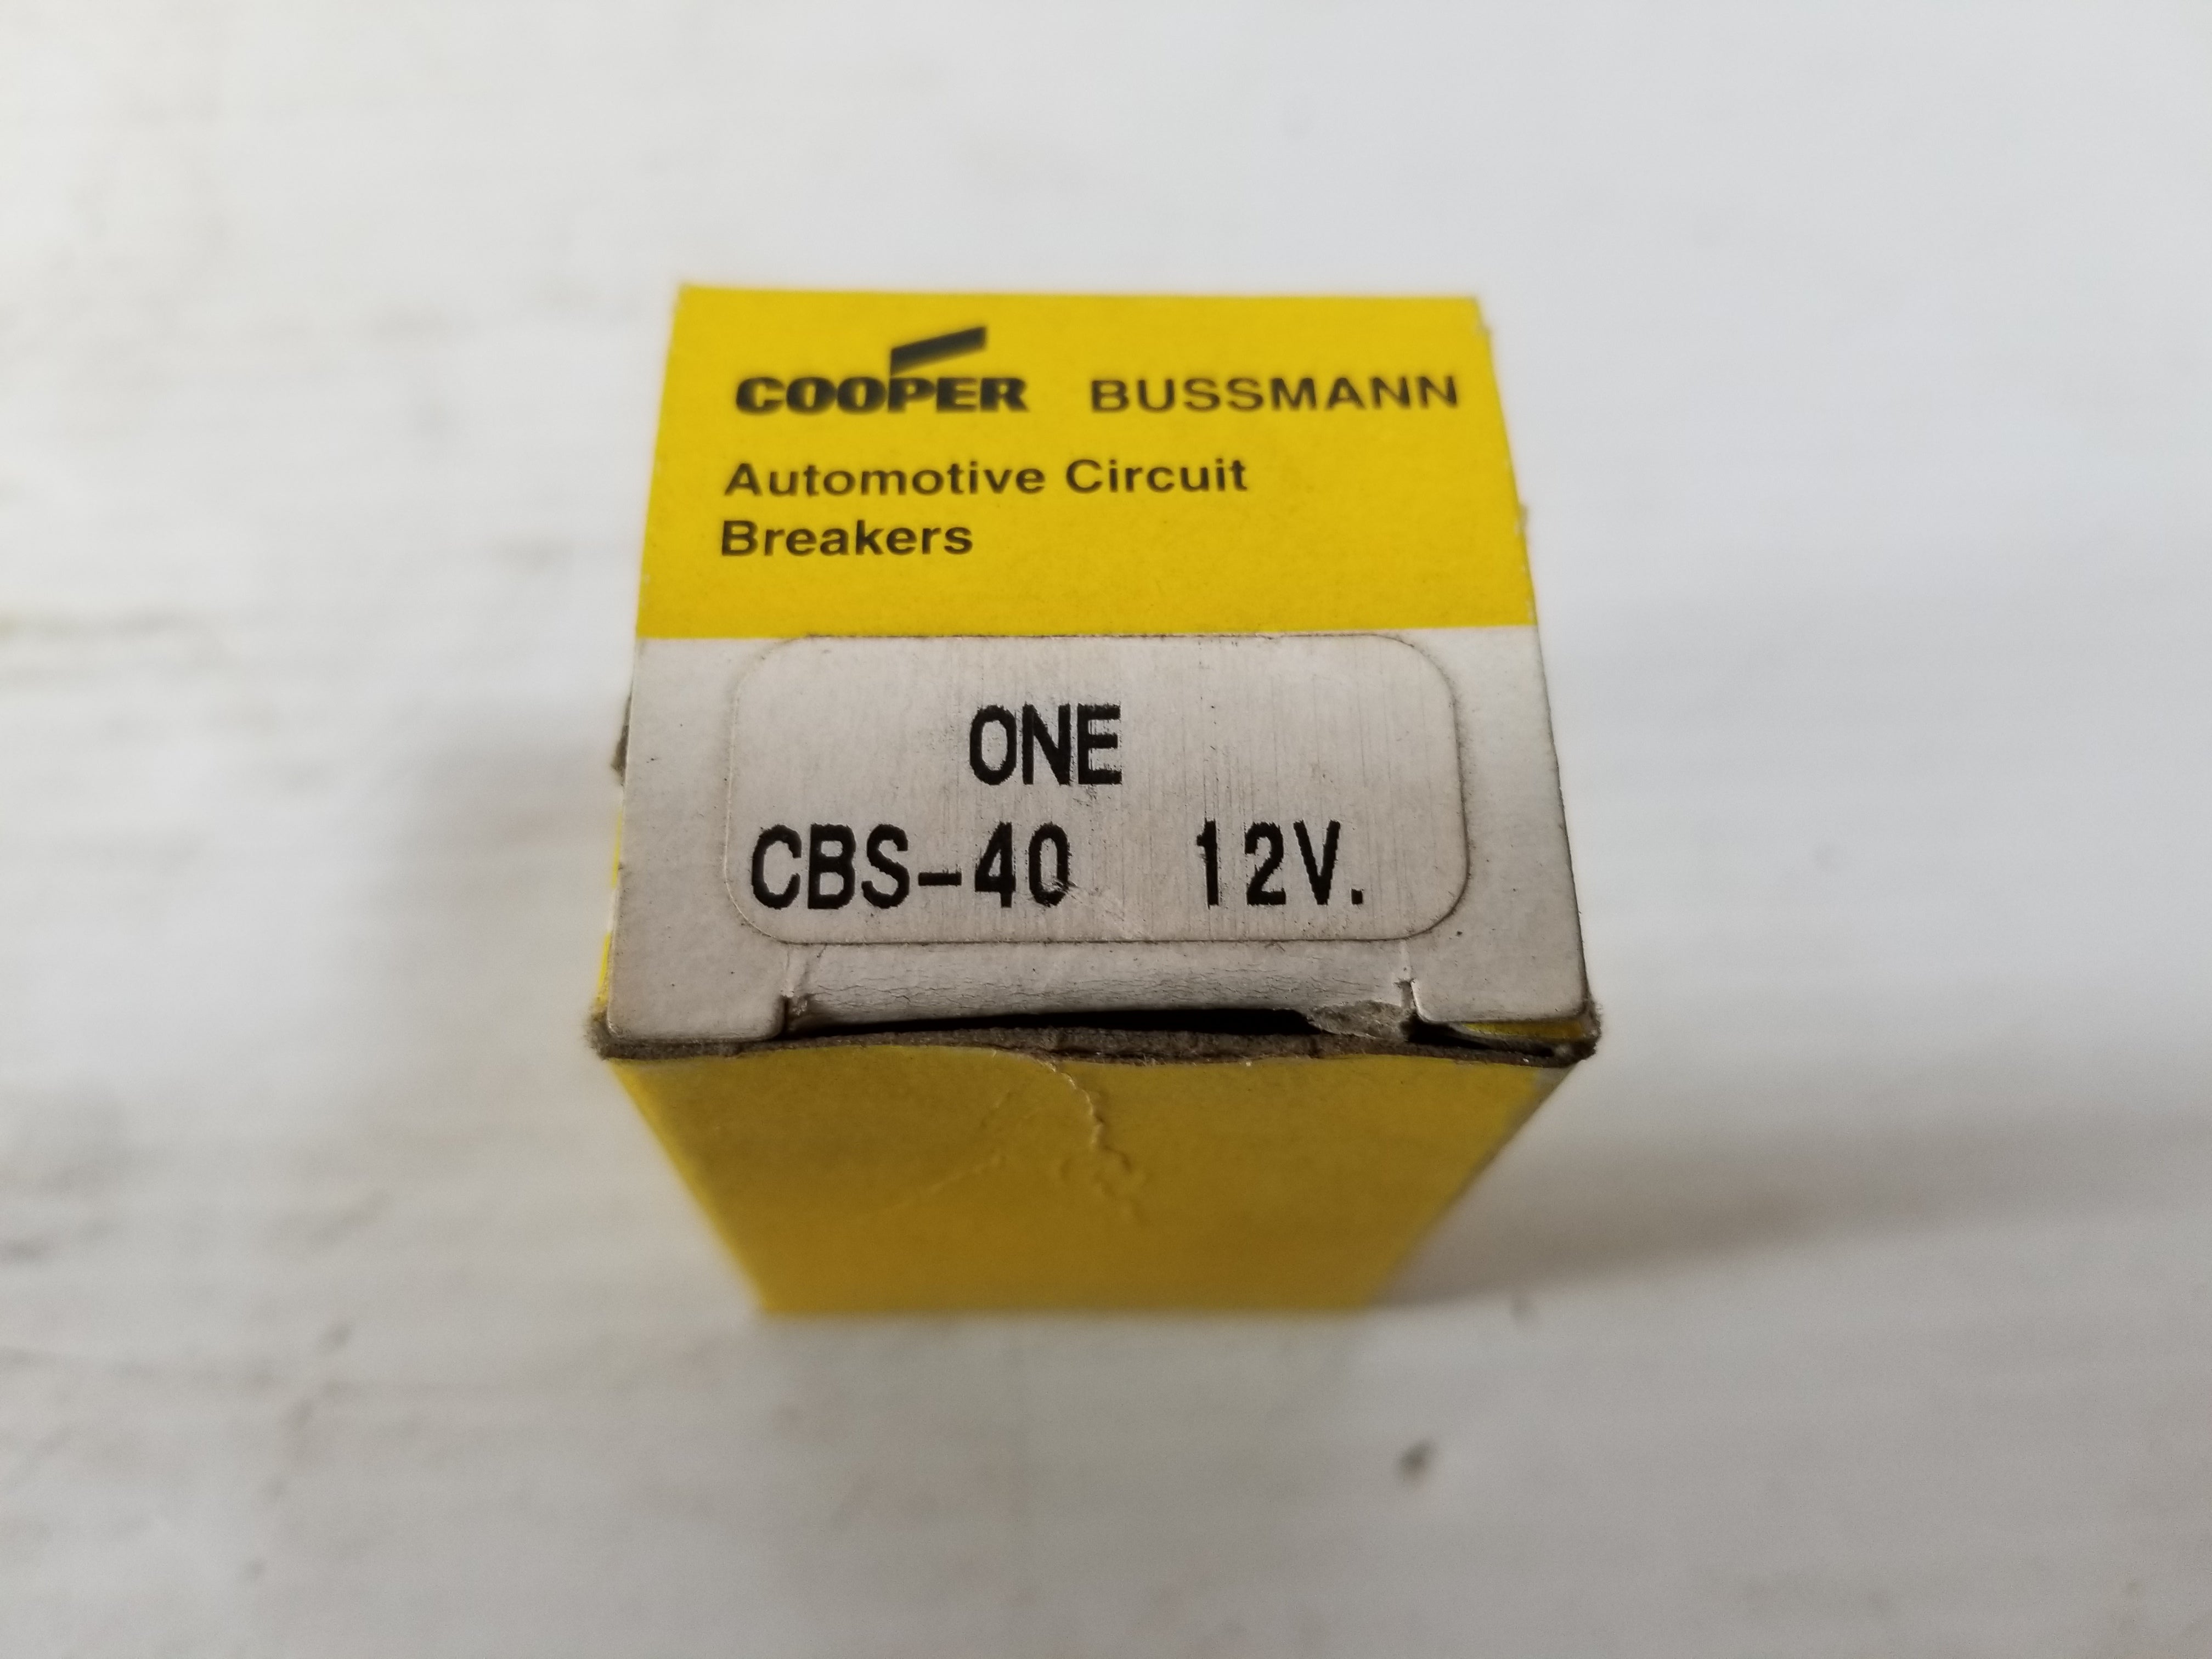 COOPER BUSSMANN
Automotive Circuit
Breakers
ONE
CBS-40 12V.